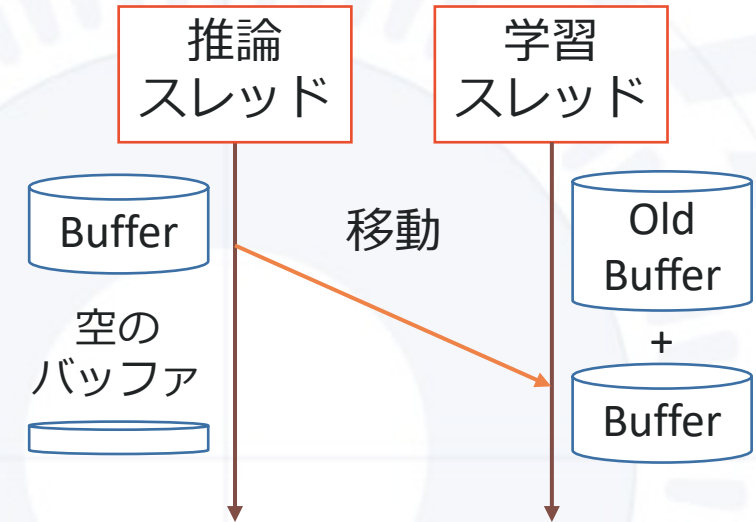 推論
スレッド
学習
スレッド
Buffer
移動
Old
Buffer
空の
バッファ
+
Buffer